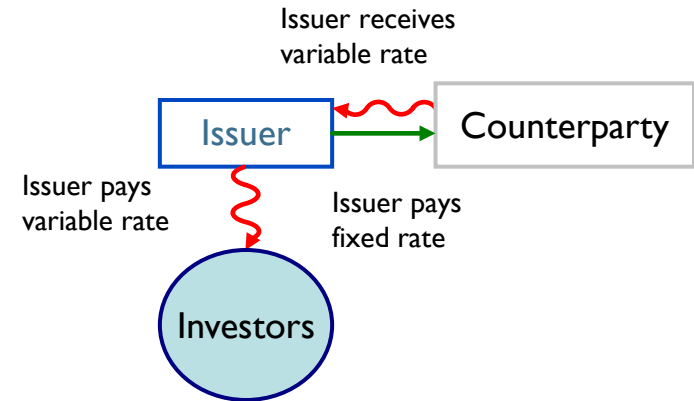 Issuer receives
variable rate
Issuer
Counterparty
Issuer pays
variable rate
Issuer pays
fixed rate
Investors